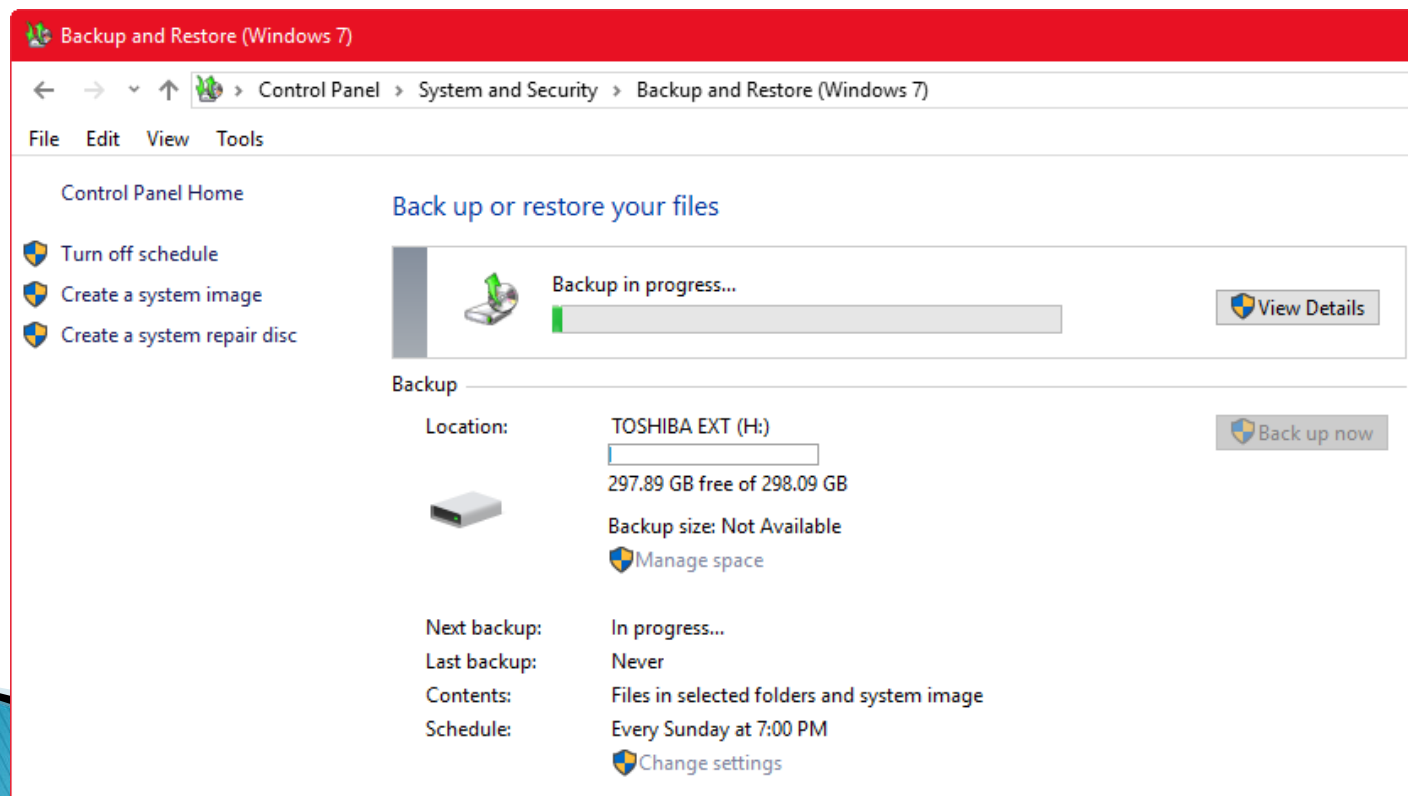 Backup and Restore (Windows 7)
Control Panel > System and Security > Backup and Restore (Windows 7)
File Edit View Tools
Control Panel Home
Turn off schedule
Create a system image
Create a system repair disc
Back up or restore your files
Backup in progress...
View Details
Backup
Location: TOSHIBA EXT (H:)
Back up now
297.89 GB free of 298.09 GB
Backup size: Not Available
Manage space
Next backup: In progress...
Last backup: Never
Contents: Files in selected folders and system image
Schedule: Every Sunday at 7:00 PM
Change settings